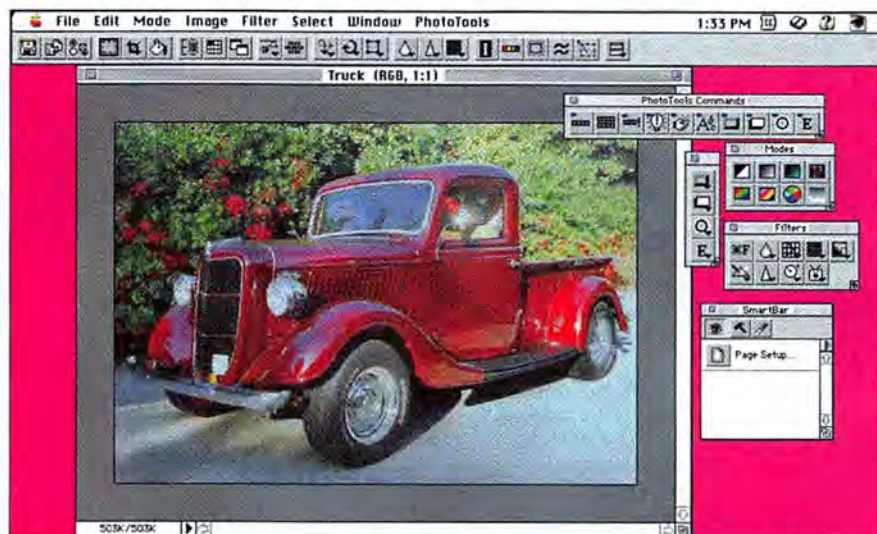 File Edit Mode Image Filter Select Window PhotoTools 1:33 PM
Truck (RGB, 1:1)
PhotoTools Commands
Modes
Filters
SmartBar
Page Setup...
503K/503K
E
E
⌘F